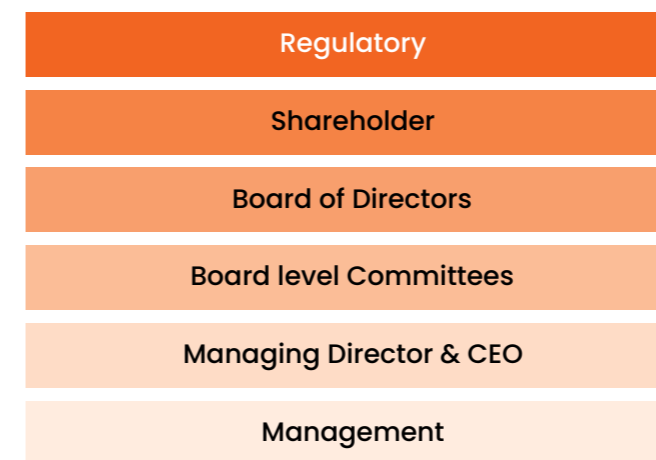 Regulatory
Shareholder
Board of Directors
Board level Committees
Managing Director & CEO
Management